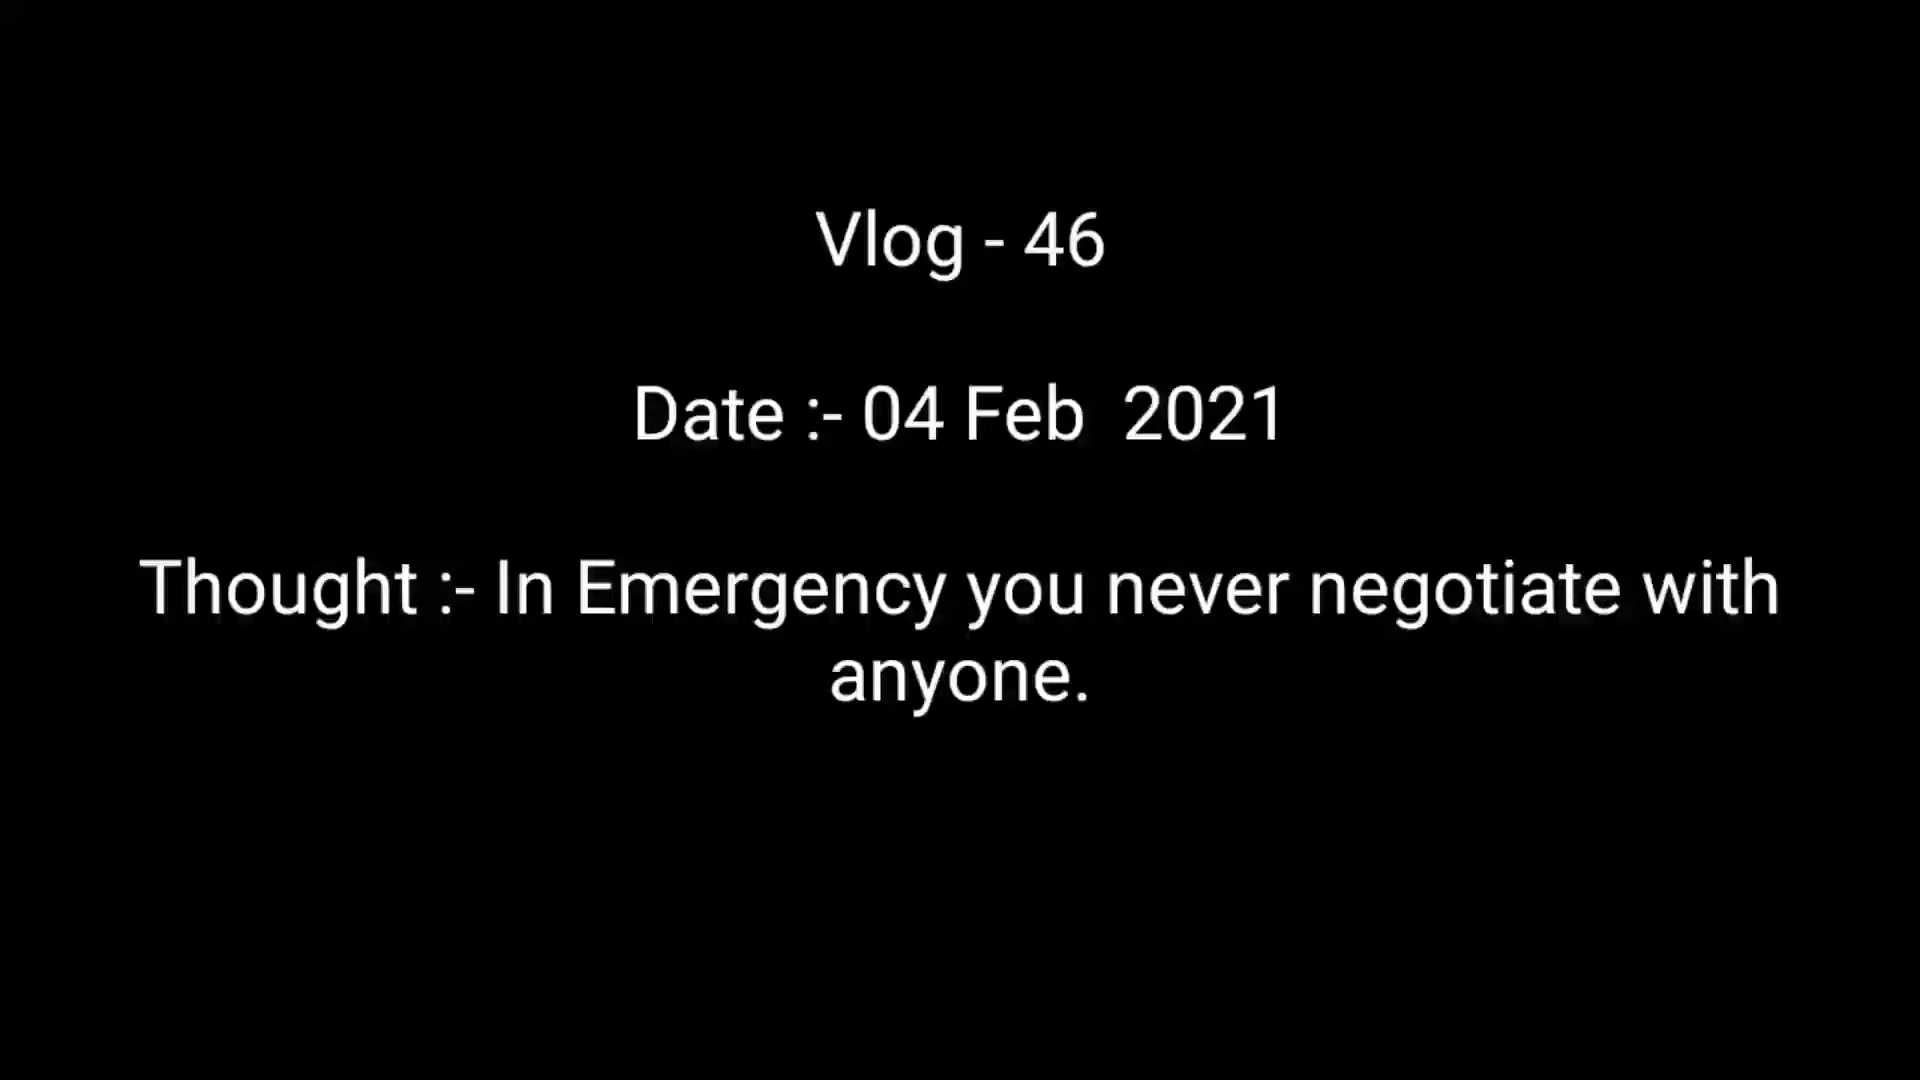 Vlog - 46
Date :- 04 Feb  2021
Thought :- In Emergency you never negotiate with
anyone.